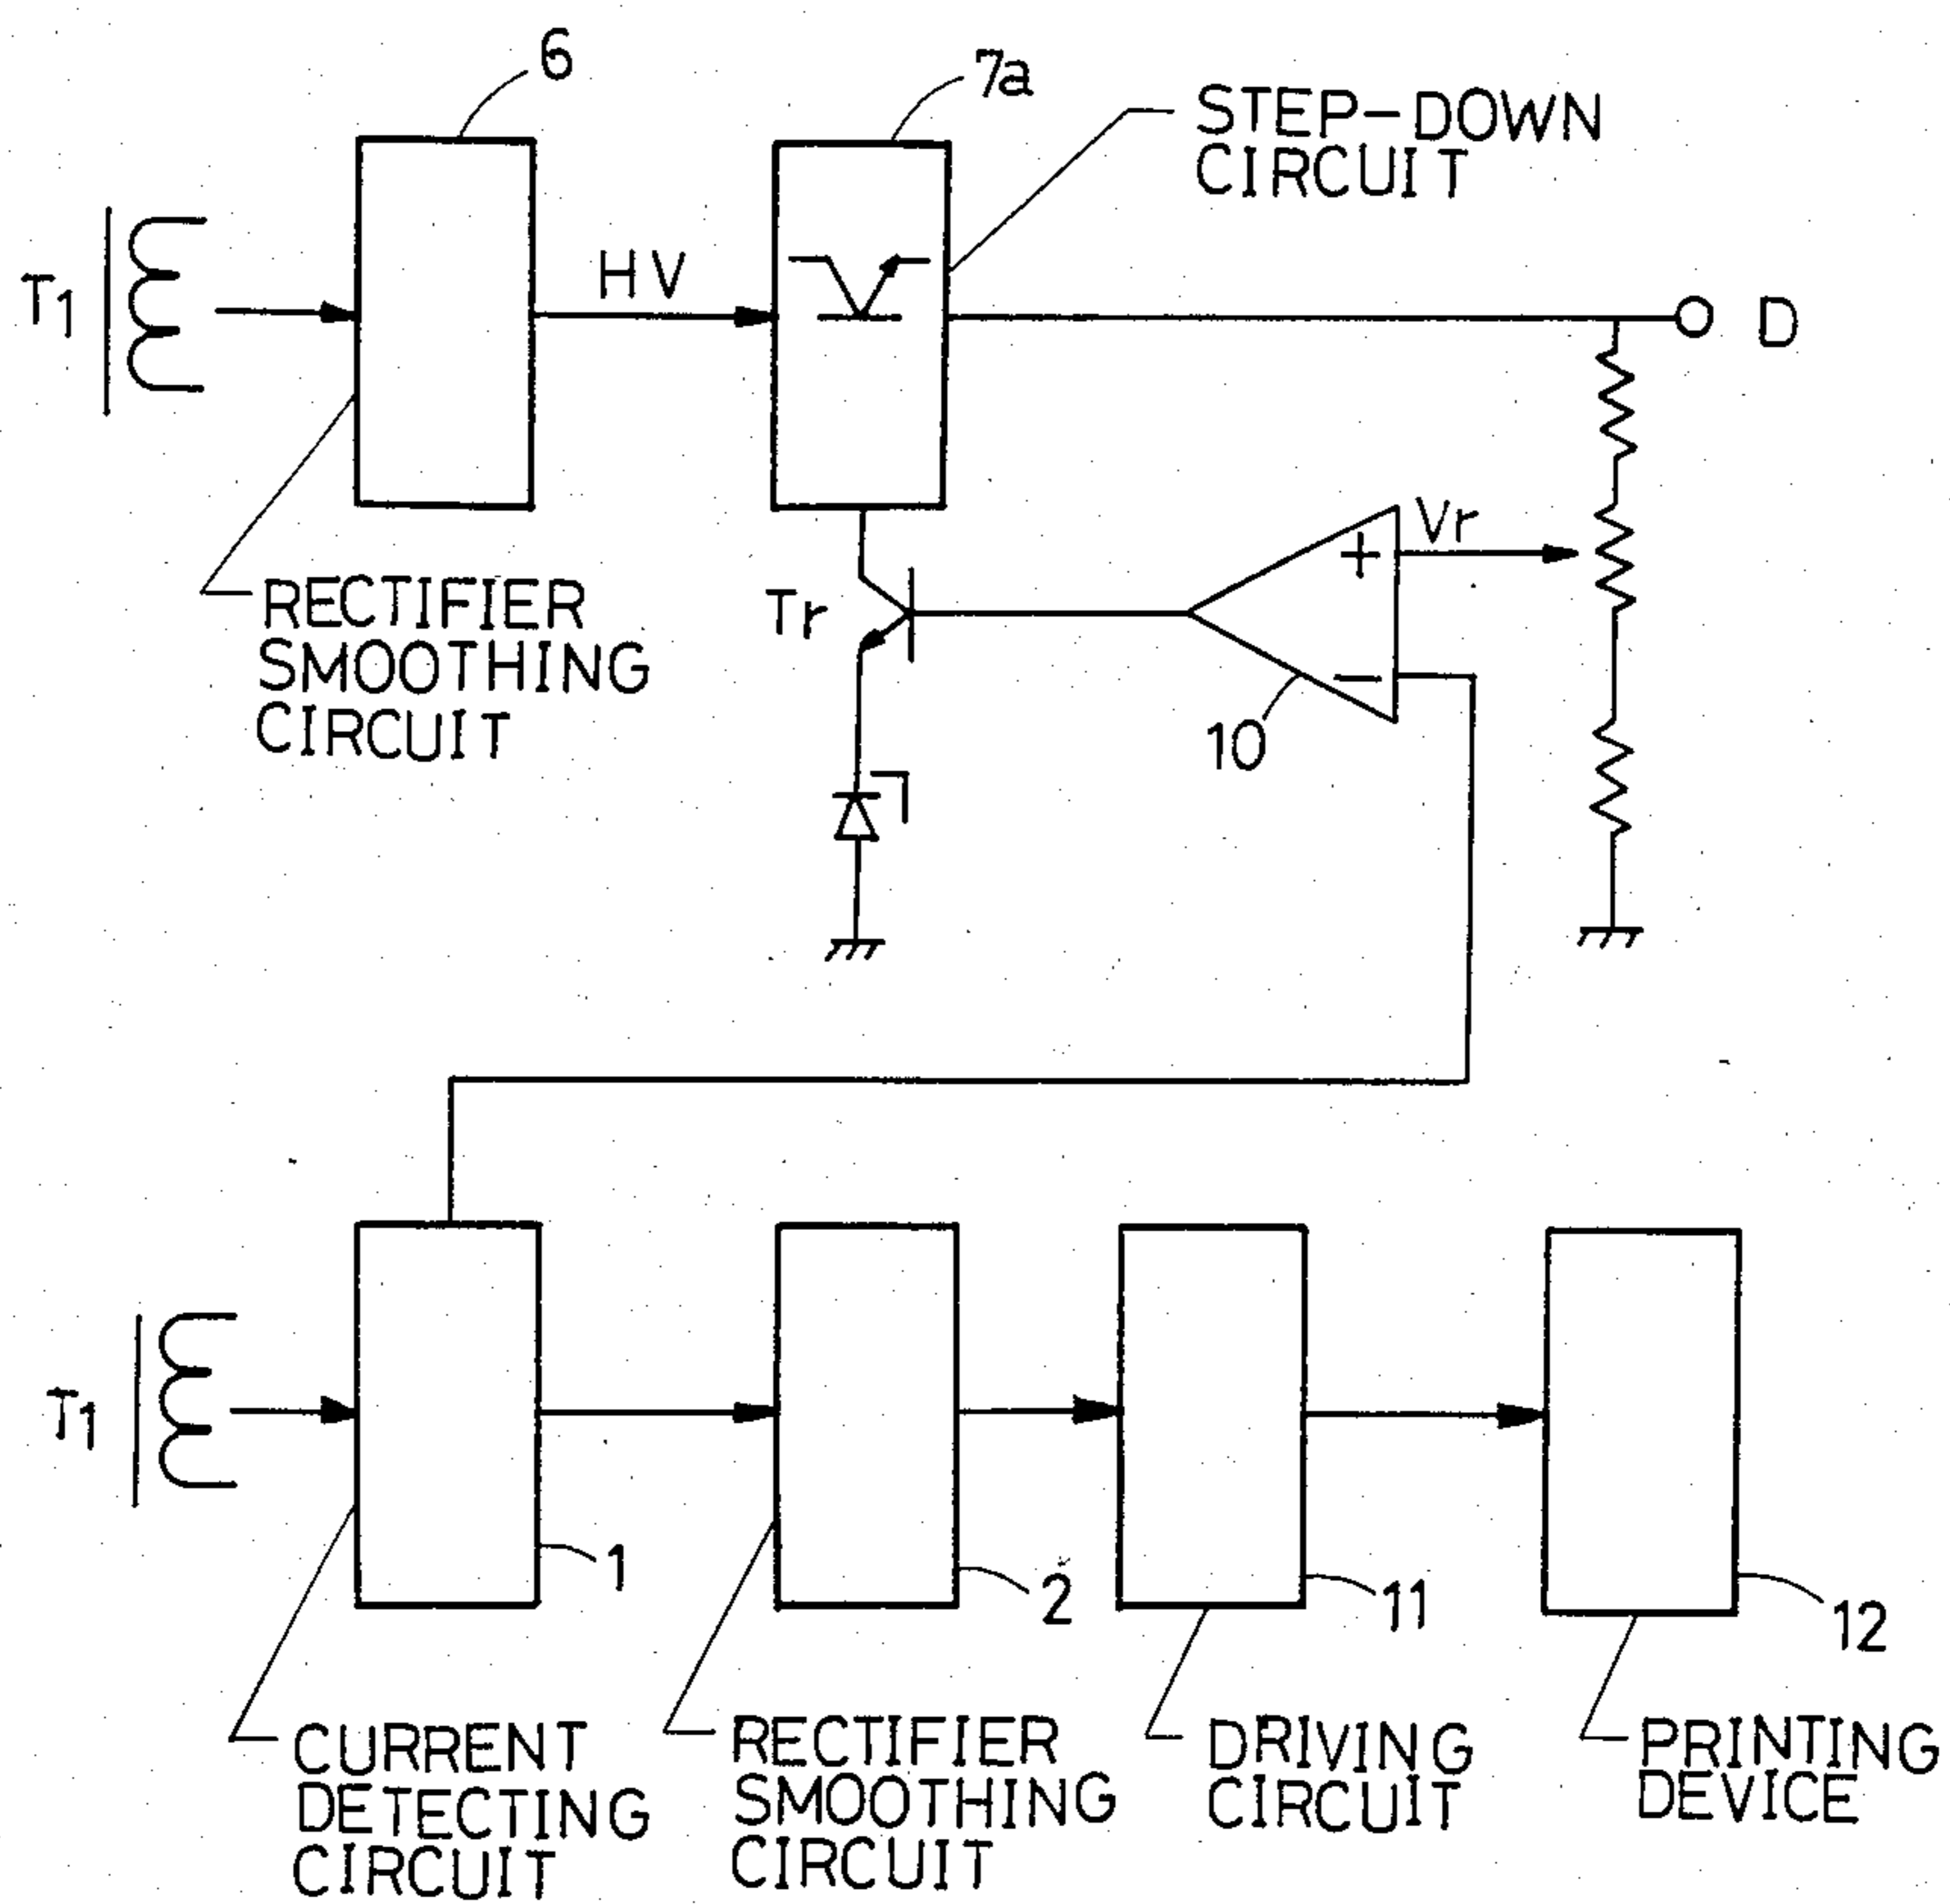 6
7a
STEP-DOWN
CIRCUIT
T1
HV
D
RECTIFIER
SMOOTHING
CIRCUIT
Tr
+
Vr
-
10
T1
1
2
11
12
CURRENT
DETECTING
CIRCUIT
RECTIFIER
SMOOTHING
CIRCUIT
DRIVING
CIRCUIT
PRINTING
DEVICE